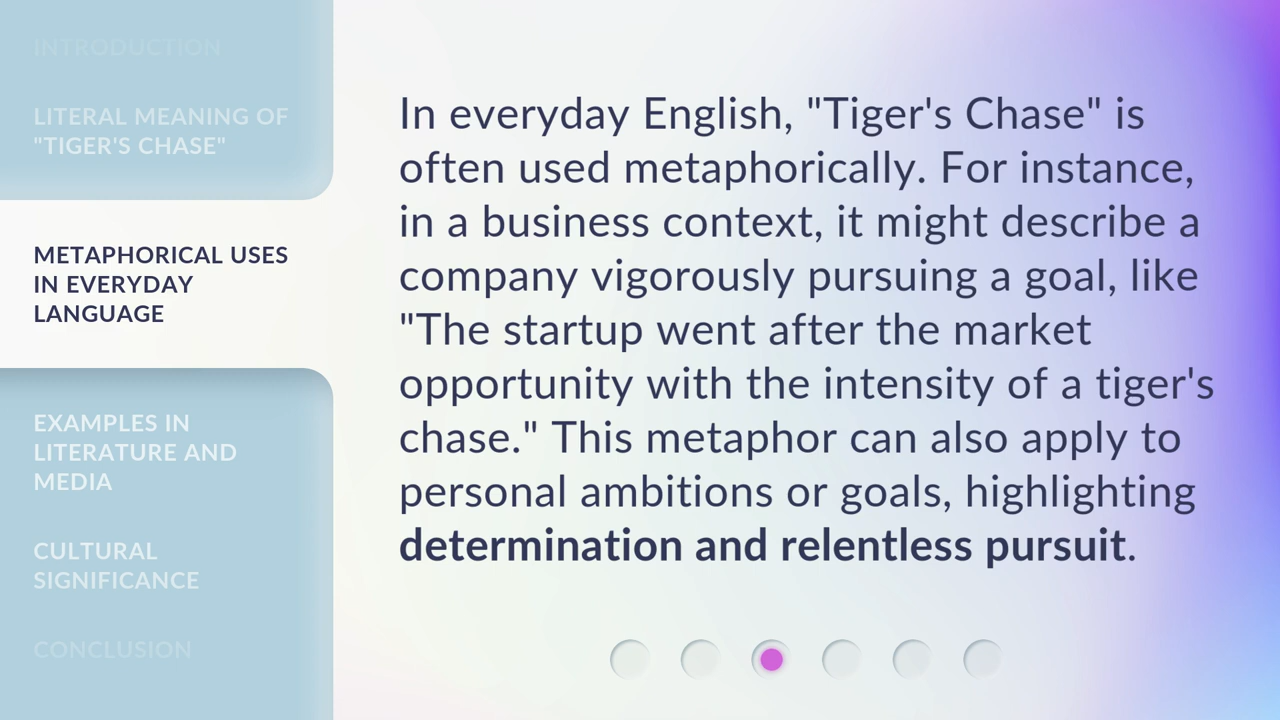 INTRODUCTION
LITERAL MEANING OF
"TIGER'S CHASE"
METAPHORICAL USES
IN EVERYDAY
LANGUAGE
EXAMPLES IN
LITERATURE AND
MEDIA
CULTURAL
SIGNIFICANCE
CONCLUSION
In everyday English, "Tiger's Chase" is
often used metaphorically. For instance,
in a business context, it might describe a
company vigorously pursuing a goal, like
"The startup went after the market
opportunity with the intensity of a tiger's
chase." This metaphor can also apply to
personal ambitions or goals, highlighting
determination and relentless pursuit.